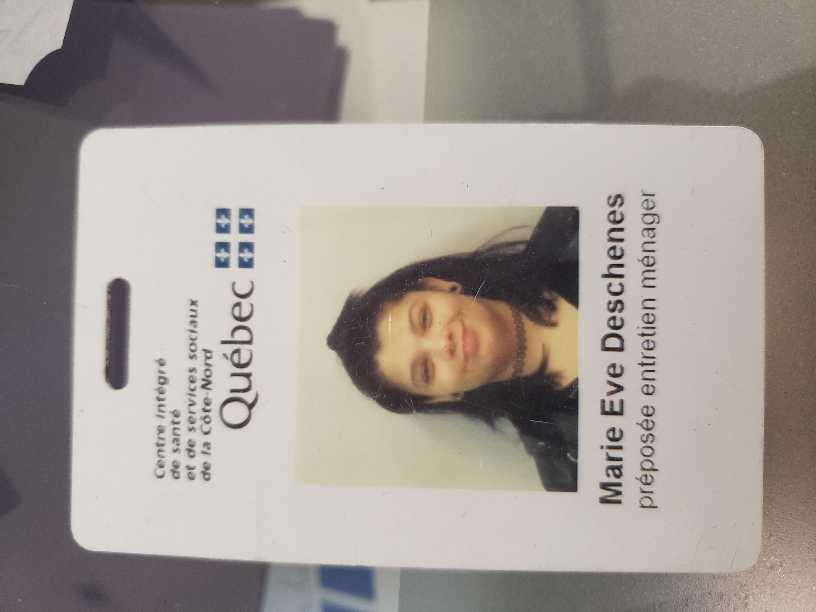 Centre intégré
de santé
et de services sociaux
de la Côte-Nord
Québec
Marie Eve Deschenes
préposée entretien ménager